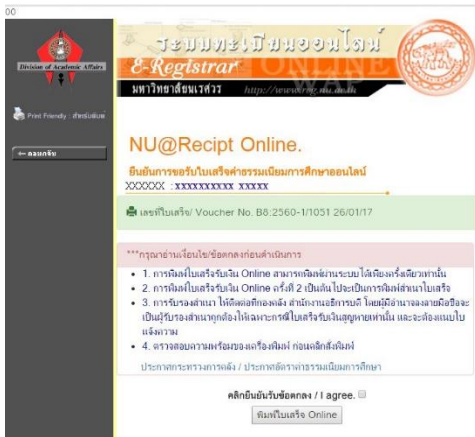 00
ระบบทะเบียนออนไลน์
E-Registrar
ONLINE
WAP
มหาวิทยาลัยนเรศวร http://www.reg.nu.ac.th
Division of Academic Affairs
Print Friendly : สำหรับพิมพ์
ถอยกลับ
NU@Recipt Online.
ยืนยันการขอรับใบเสร็จค่าธรรมเนียมการศึกษาออนไลน์
XXXXXX : xxxxxxxxxx xxxxx
เลขที่ใบเสร็จ/ Voucher No. B8:2560-1/1051 26/01/17
***กรุณาอ่านเงื่อนไข/ข้อตกลงก่อนดำเนินการ
1. การพิมพ์ใบเสร็จรับเงิน Online สามารถพิมพ์ผ่านระบบได้เพียงครั้งเดียวเท่านั้น
2. การพิมพ์ใบเสร็จรับเงิน Online ครั้งที่ 2 เป็นต้นไปจะเป็นการพิมพ์สำเนาใบเสร็จ
3. การรับรองสำเนา ให้ติดต่อที่กองคลัง สำนักงานอธิการบดี โดยผู้มีอำนาจลงลายมือชื่อจะ
เป็นผู้รับรองสำเนาถูกต้องให้เฉพาะกรณีใบเสร็จรับเงินสูญหายเท่านั้น และจะต้องแนบใบ
แจ้งความ
4. ตรวจสอบความพร้อมของเครื่องพิมพ์ ก่อนคลิกสั่งพิมพ์
ประกาศกระทรวงการคลัง / ประกาศอัตราค่าธรรมเนียมการศึกษา
คลิกยืนยันรับข้อตกลง / I agree.
พิมพ์ใบเสร็จ Online